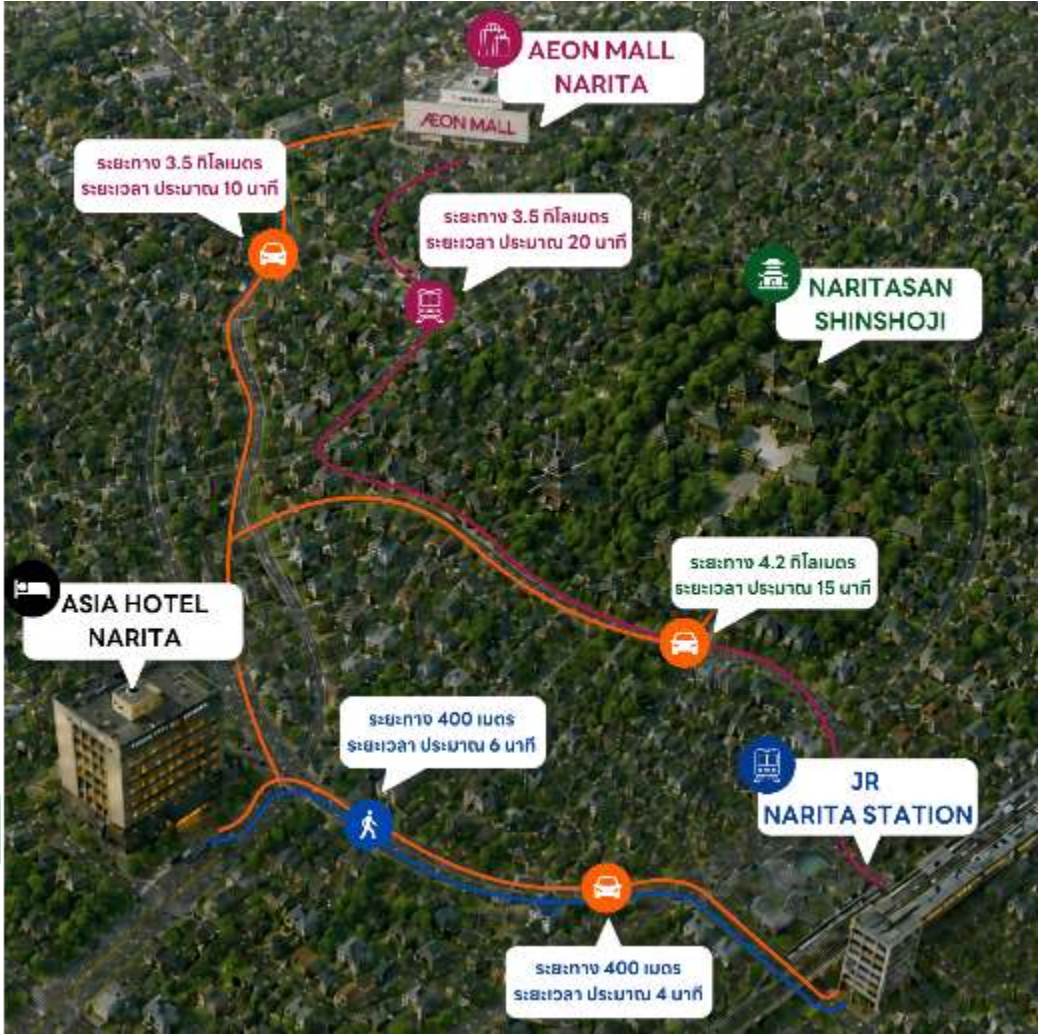 AEON MALL
NARITA
ÆON MALL
ระยะทาง 3.5 กิโลเมตร
ระยะเวลา ประมาณ 10 นาที
ระยะทาง 3.5 กิโลเมตร
ระยะเวลา ประมาณ 20 นาที
NARITASAN
SHINSHOJI
ระยะทาง 4.2 กิโลเมตร
ระยะเวลา ประมาณ 15 นาที
ASIA HOTEL
NARITA
ระยะทาง 400 เมตร
ระยะเวลา ประมาณ 6 นาที
JR
NARITA STATION
ระยะทาง 400 เมตร
ระยะเวลา ประมาณ 4 นาที